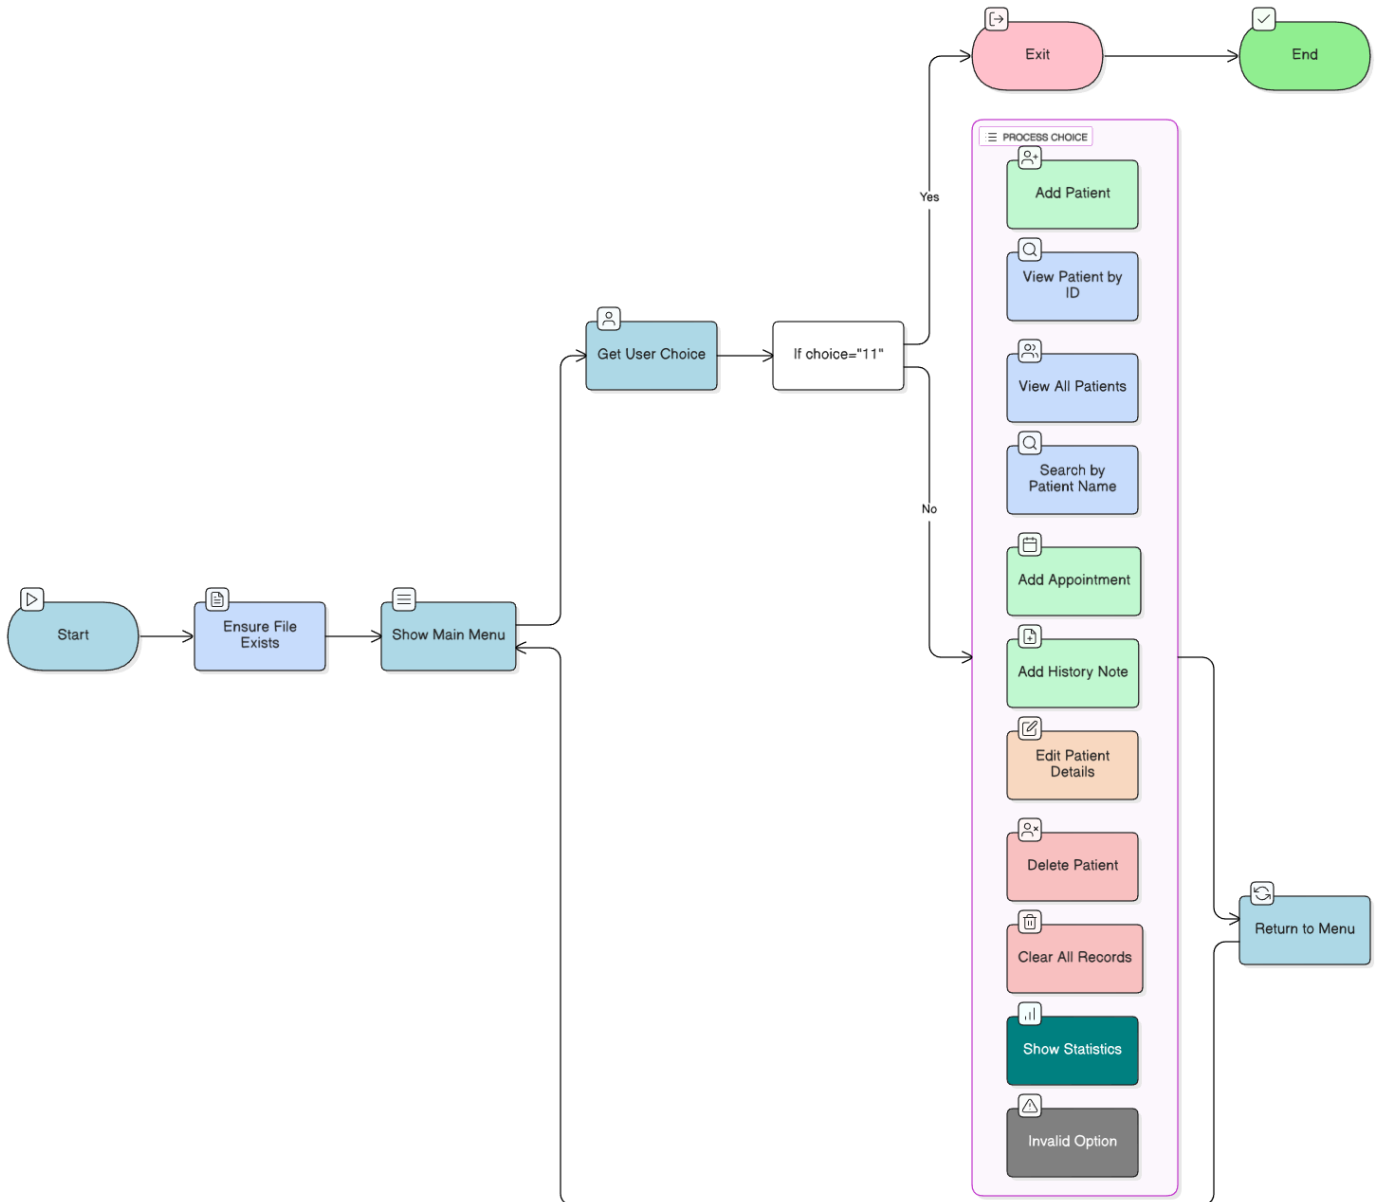 Exit
End
PROCESS CHOICE
Add Patient
Yes
View Patient by
ID
Get User Choice
If choice="11"
View All Patients
Search by
Patient Name
No
Add Appointment
Start
Ensure File
Exists
Show Main Menu
Add History Note
Edit Patient
Details
Delete Patient
Return to Menu
Clear All Records
Show Statistics
Invalid Option